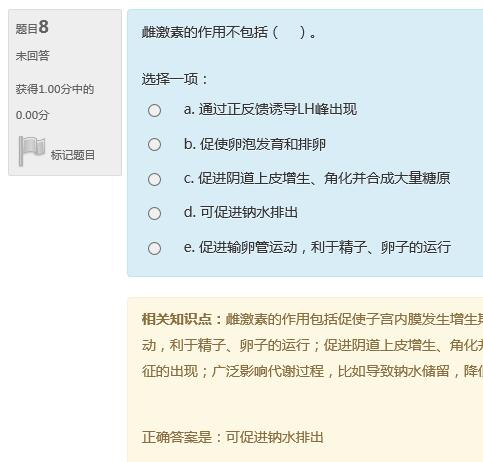 题目8
未回答
获得1.00分中的
0.00分
标记题目
雌激素的作用不包括（ ）。
选择一项：
a. 通过正反馈诱导LH峰出现
b. 促使卵泡发育和排卵
c. 促进阴道上皮增生、角化并合成大量糖原
d. 可促进钠水排出
e. 促进输卵管运动，利于精子、卵子的运行
相关知识点：雌激素的作用包括促使子宫内膜发生增生
动，利于精子、卵子的运行；促进阴道上皮增生、角化
征的出现；广泛影响代谢过程，比如导致钠水储留，降
正确答案是：可促进钠水排出